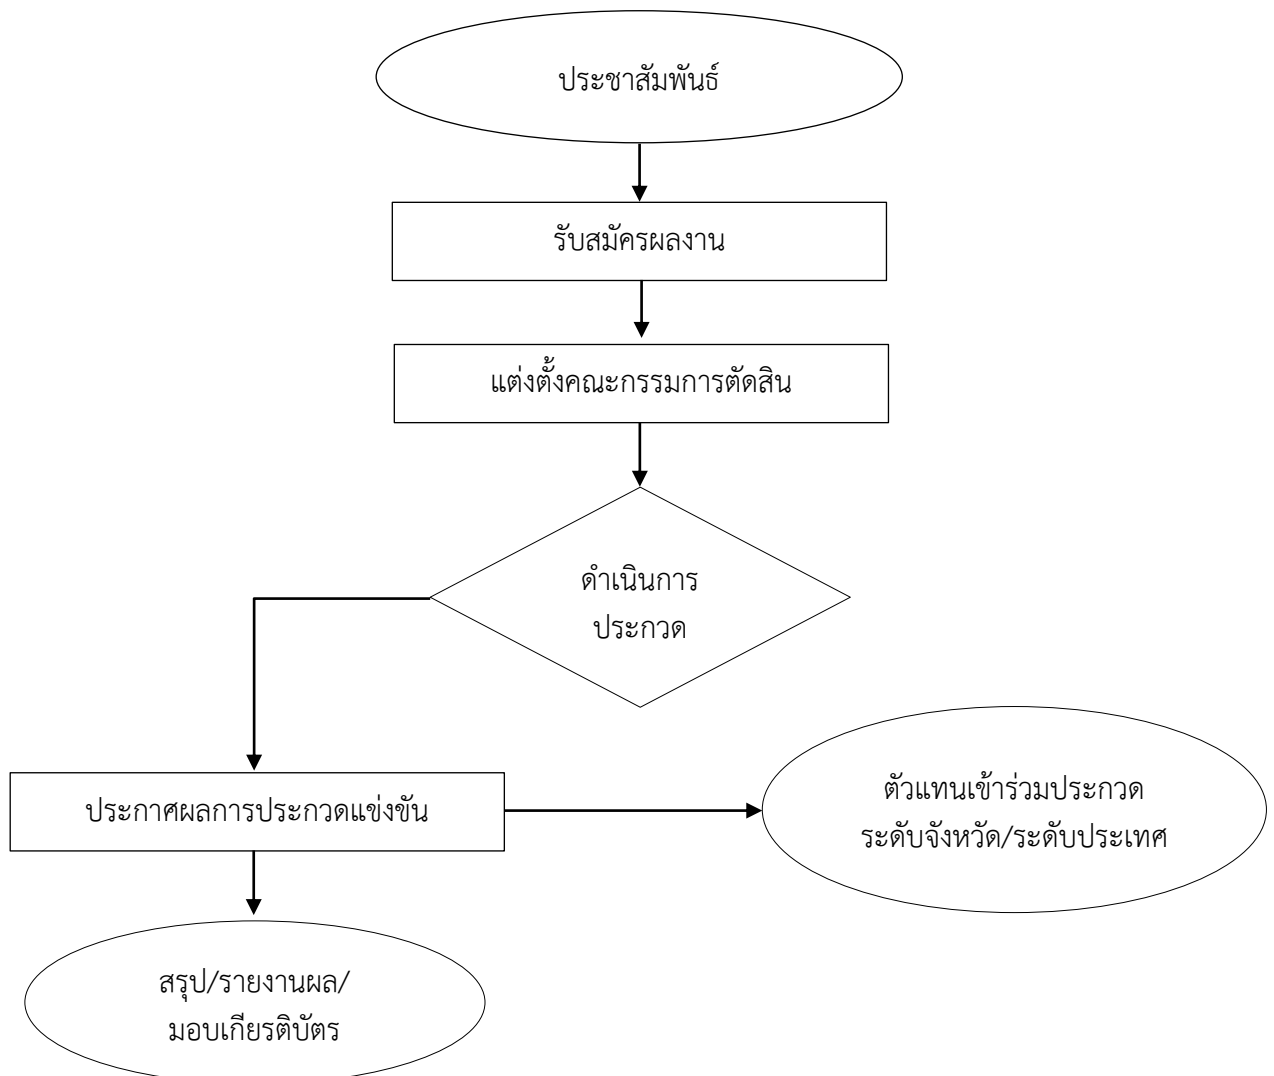 ประชาสัมพันธ์
รับสมัครผลงาน
แต่งตั้งคณะกรรมการตัดสิน
ดำเนินการ
ประกวด
ประกาศผลการประกวดแข่งขัน
ตัวแทนเข้าร่วมประกวด
ระดับจังหวัด/ระดับประเทศ
สรุป/รายงานผล/
มอบเกียรติบัตร